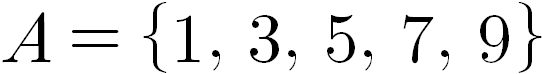 A = {1, 3, 5, 7, 9}